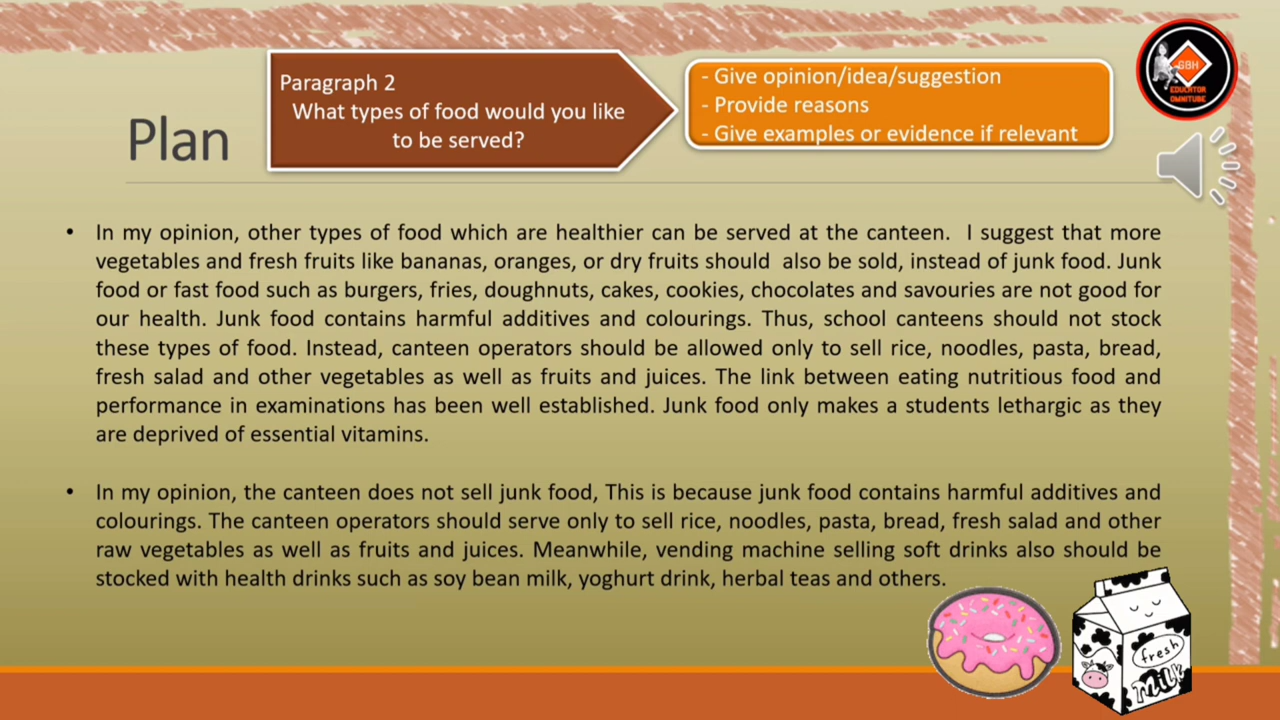 Paragraph 2
What types of food would you like
to be served?
- Give opinion/idea/suggestion
- Provide reasons
- Give examples or evidence if relevant
SBH
EDUCATOR
OMNITUBE
Plan
• In my opinion, other types of food which are healthier can be served at the canteen. I suggest that more
vegetables and fresh fruits like bananas, oranges, or dry fruits should also be sold, instead of junk food. Junk
food or fast food such as burgers, fries, doughnuts, cakes, cookies, chocolates and savouries are not good for
our health. Junk food contains harmful additives and colourings. Thus, school canteens should not stock
these types of food. Instead, canteen operators should be allowed only to sell rice, noodles, pasta, bread,
fresh salad and other vegetables as well as fruits and juices. The link between eating nutritious food and
performance in examinations has been well established. Junk food only makes a students lethargic as they
are deprived of essential vitamins.
• In my opinion, the canteen does not sell junk food, This is because junk food contains harmful additives and
colourings. The canteen operators should serve only to sell rice, noodles, pasta, bread, fresh salad and other
raw vegetables as well as fruits and juices. Meanwhile, vending machine selling soft drinks also should be
stocked with health drinks such as soy bean milk, yoghurt drink, herbal teas and others.
fresh
MiLK